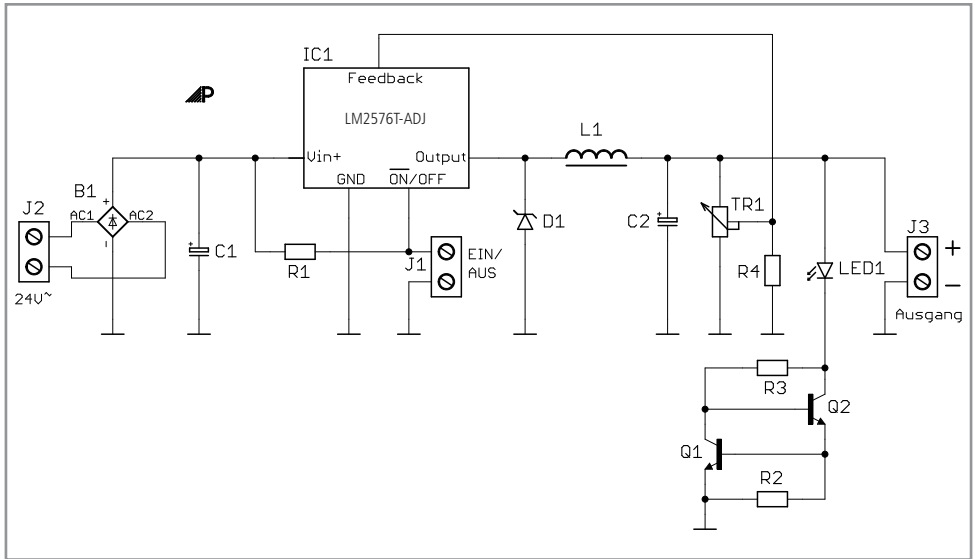 IC1
Feedback
LM2576T-ADJ
P
L1
Vin+
Output
GND
ON/OFF
B1
+
J2
AC1
AC2
TR1
D1
C2
+
J3
+
C1
+
J1
EIN/
AUS
R1
R4
LED1
24V~
−
−
Ausgang
R3
Q2
Q1
R2